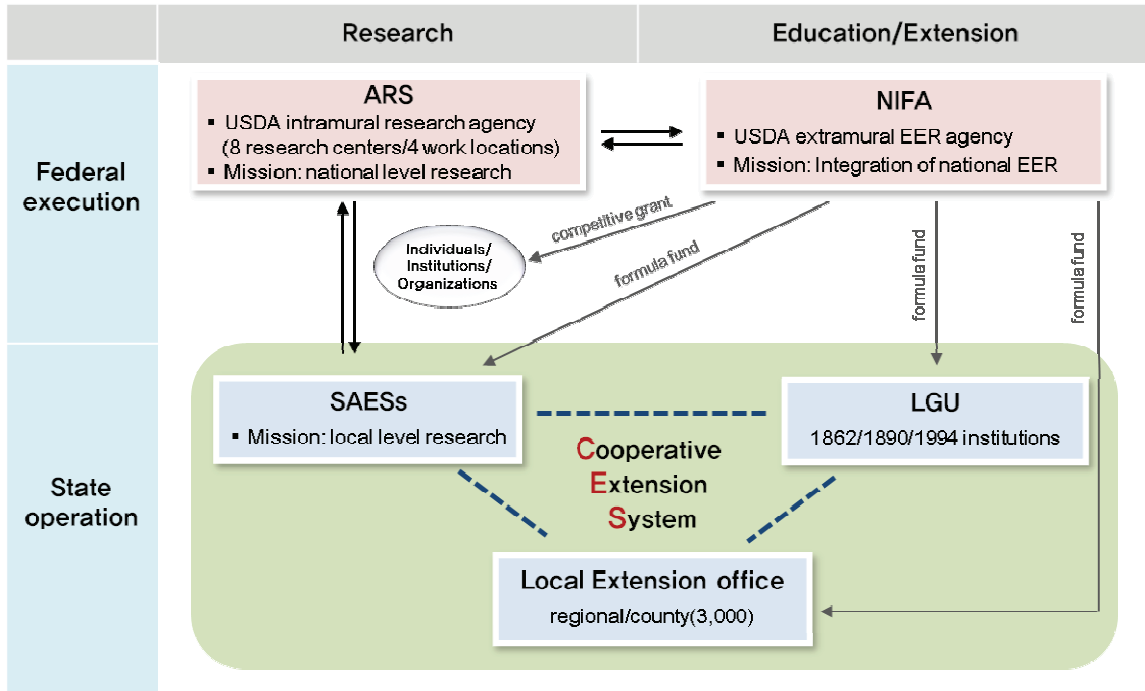 Research
Education/Extension
Federal
execution
ARS
▪ USDA intramural research agency
(8 research centers/4 work locations)
▪ Mission: national level research
NIFA
▪ USDA extramural EER agency
▪ Mission: Integration of national EER
competitive grant
Individuals/
Institutions/
Organizations
formula fund
formula fund
formula fund
State
operation
SAESs
▪ Mission: local level research
LGU
1862/1890/1994 institutions
Cooperative
Extension
System
Local Extension office
regional/county(3,000)